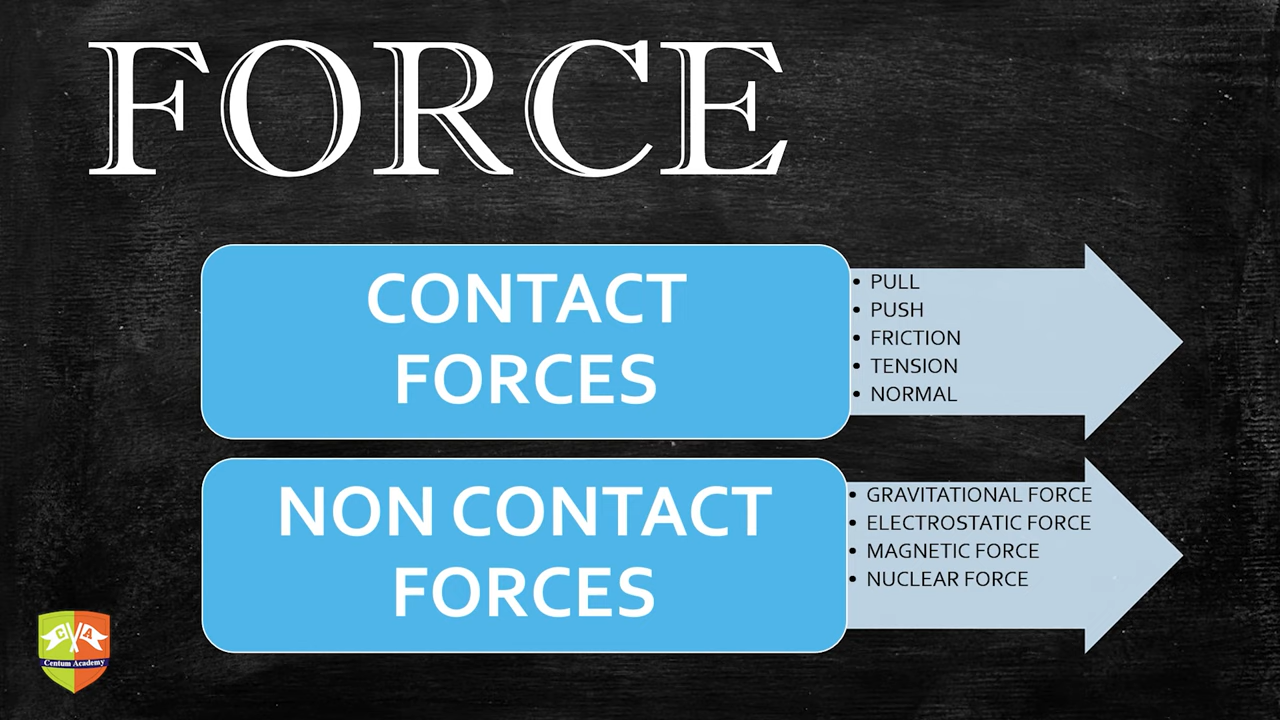 FORCE
CONTACT
FORCES
• PULL
• PUSH
• FRICTION
• TENSION
• NORMAL
NON CONTACT
FORCES
• GRAVITATIONAL FORCE
• ELECTROSTATIC FORCE
• MAGNETIC FORCE
• NUCLEAR FORCE
C A
Centum Academy